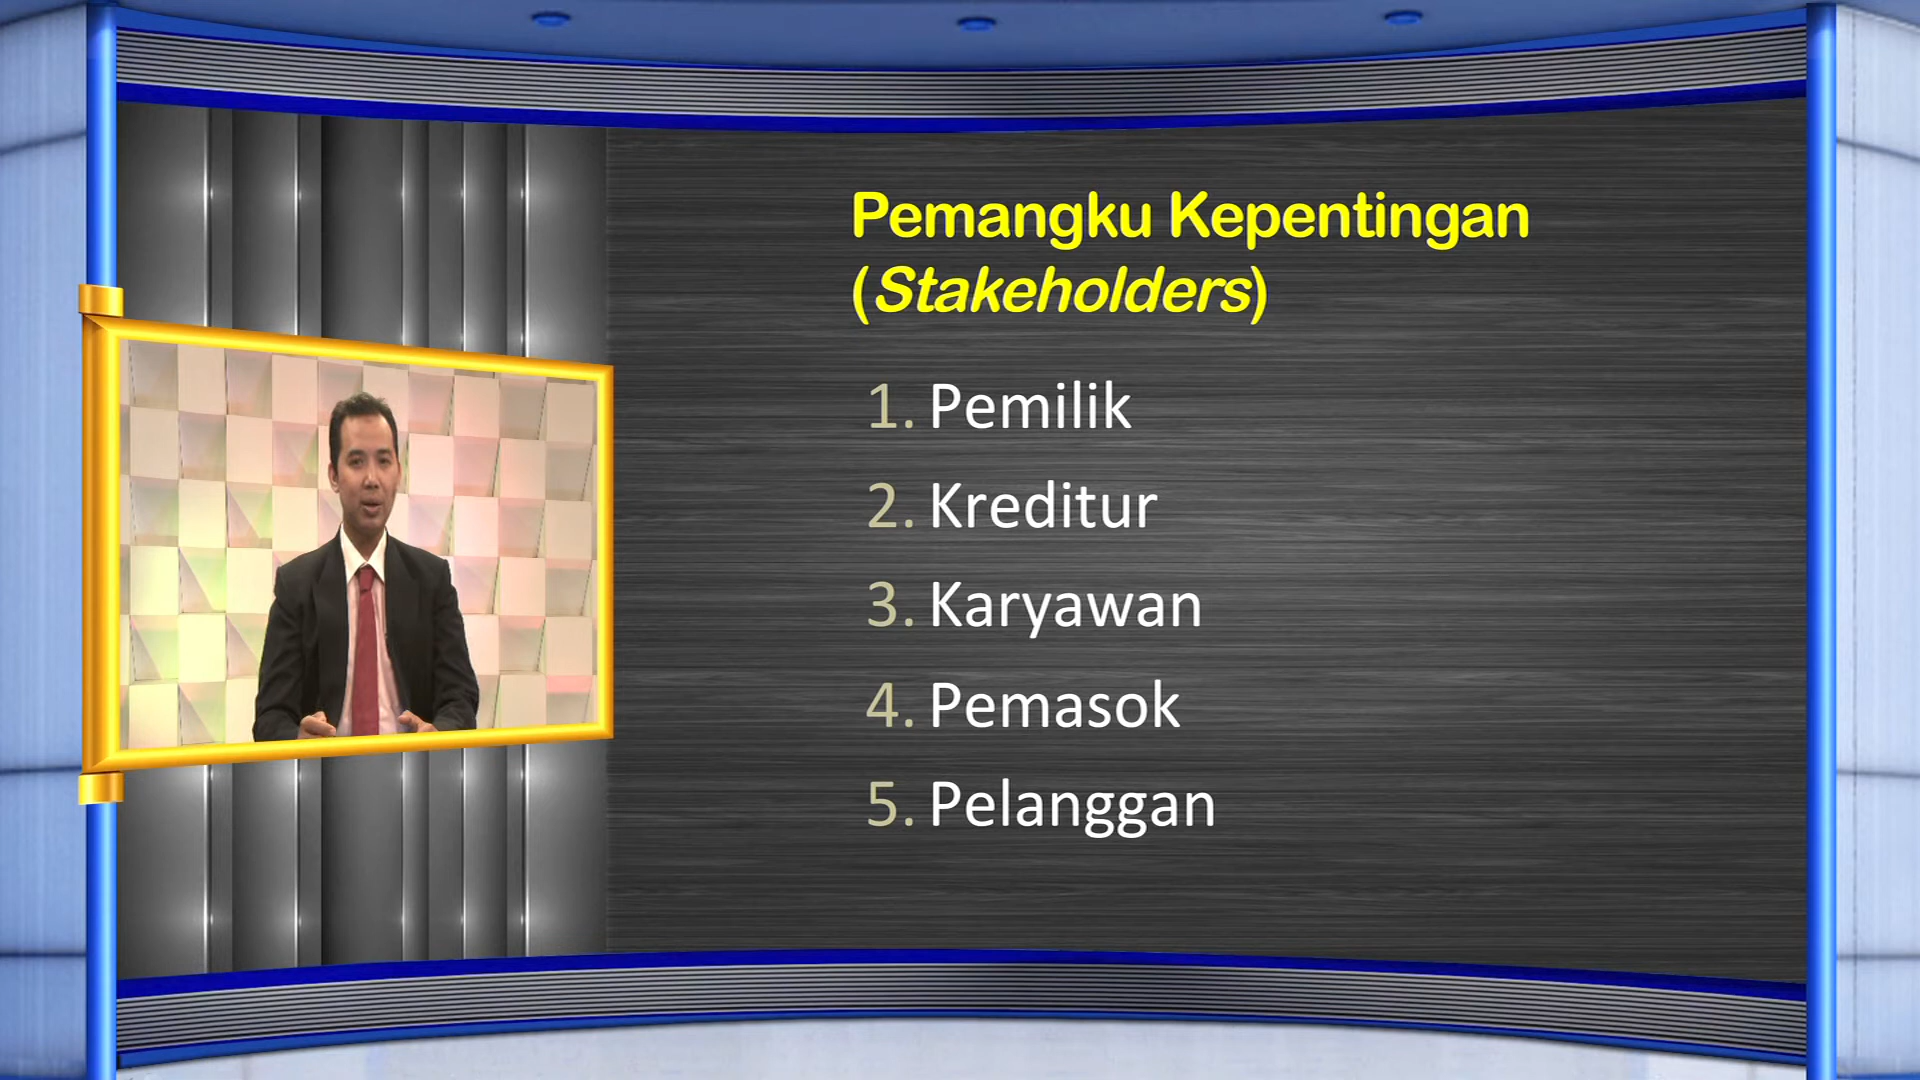 Pemangku Kepentingan
(Stakeholders)
1. Pemilik
2. Kreditur
3. Karyawan
4. Pemasok
5. Pelanggan